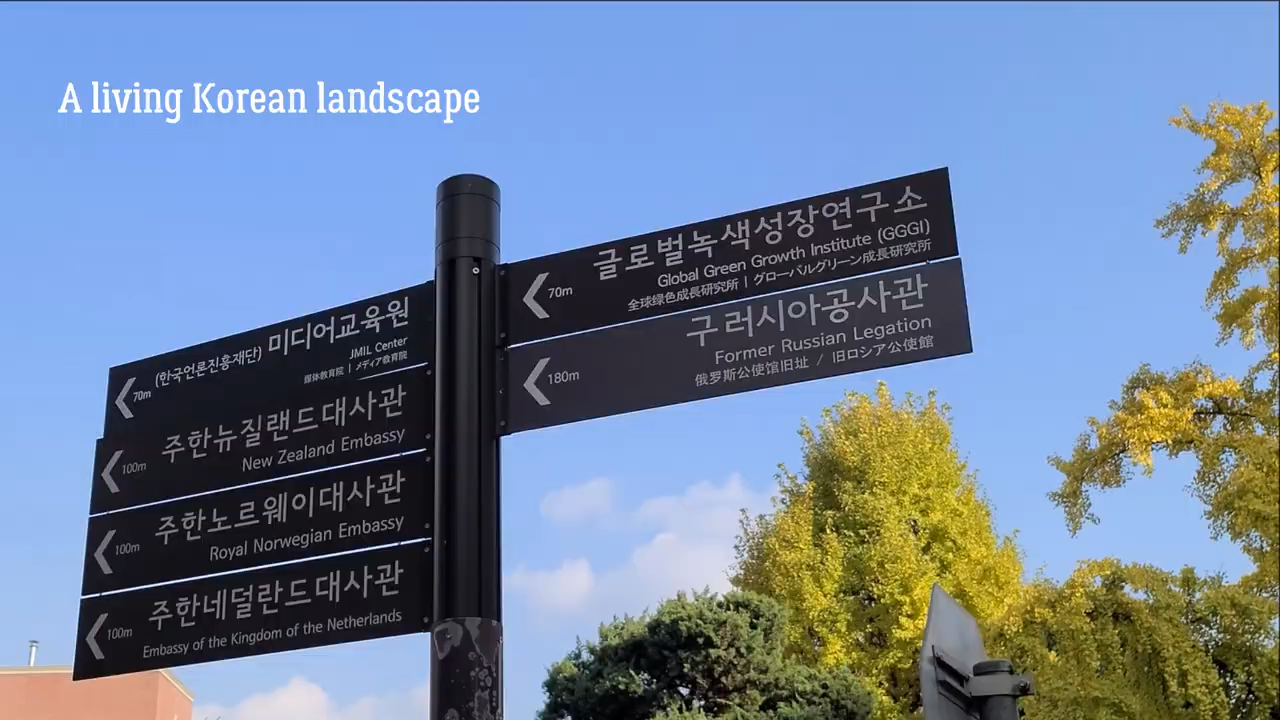 A living Korean landscape
글로벌녹색성장연구소
Global Green Growth Institute (GGGI)
70m
全球绿色成長研究所 | グローバルグリーン成長研究所
구러시아공사관
Former Russian Legation
180m
俄罗斯公使馆旧址 / 旧ロシア公使館
(한국언론진흥재단) 미디어교육원
JMIL Center
70m
媒体教育院 | メディア教育院
주한뉴질랜드대사관
100m
New Zealand Embassy
주한노르웨이대사관
100m
Royal Norwegian Embassy
주한네덜란드대사관
100m
Embassy of the Kingdom of the Netherlands